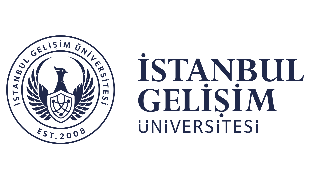 İSTANBUL GELİŞİM ÜNİVERSİTESİ
EST. 2008
İSTANBUL
GELİŞİM
ÜNİVERSİTESİ